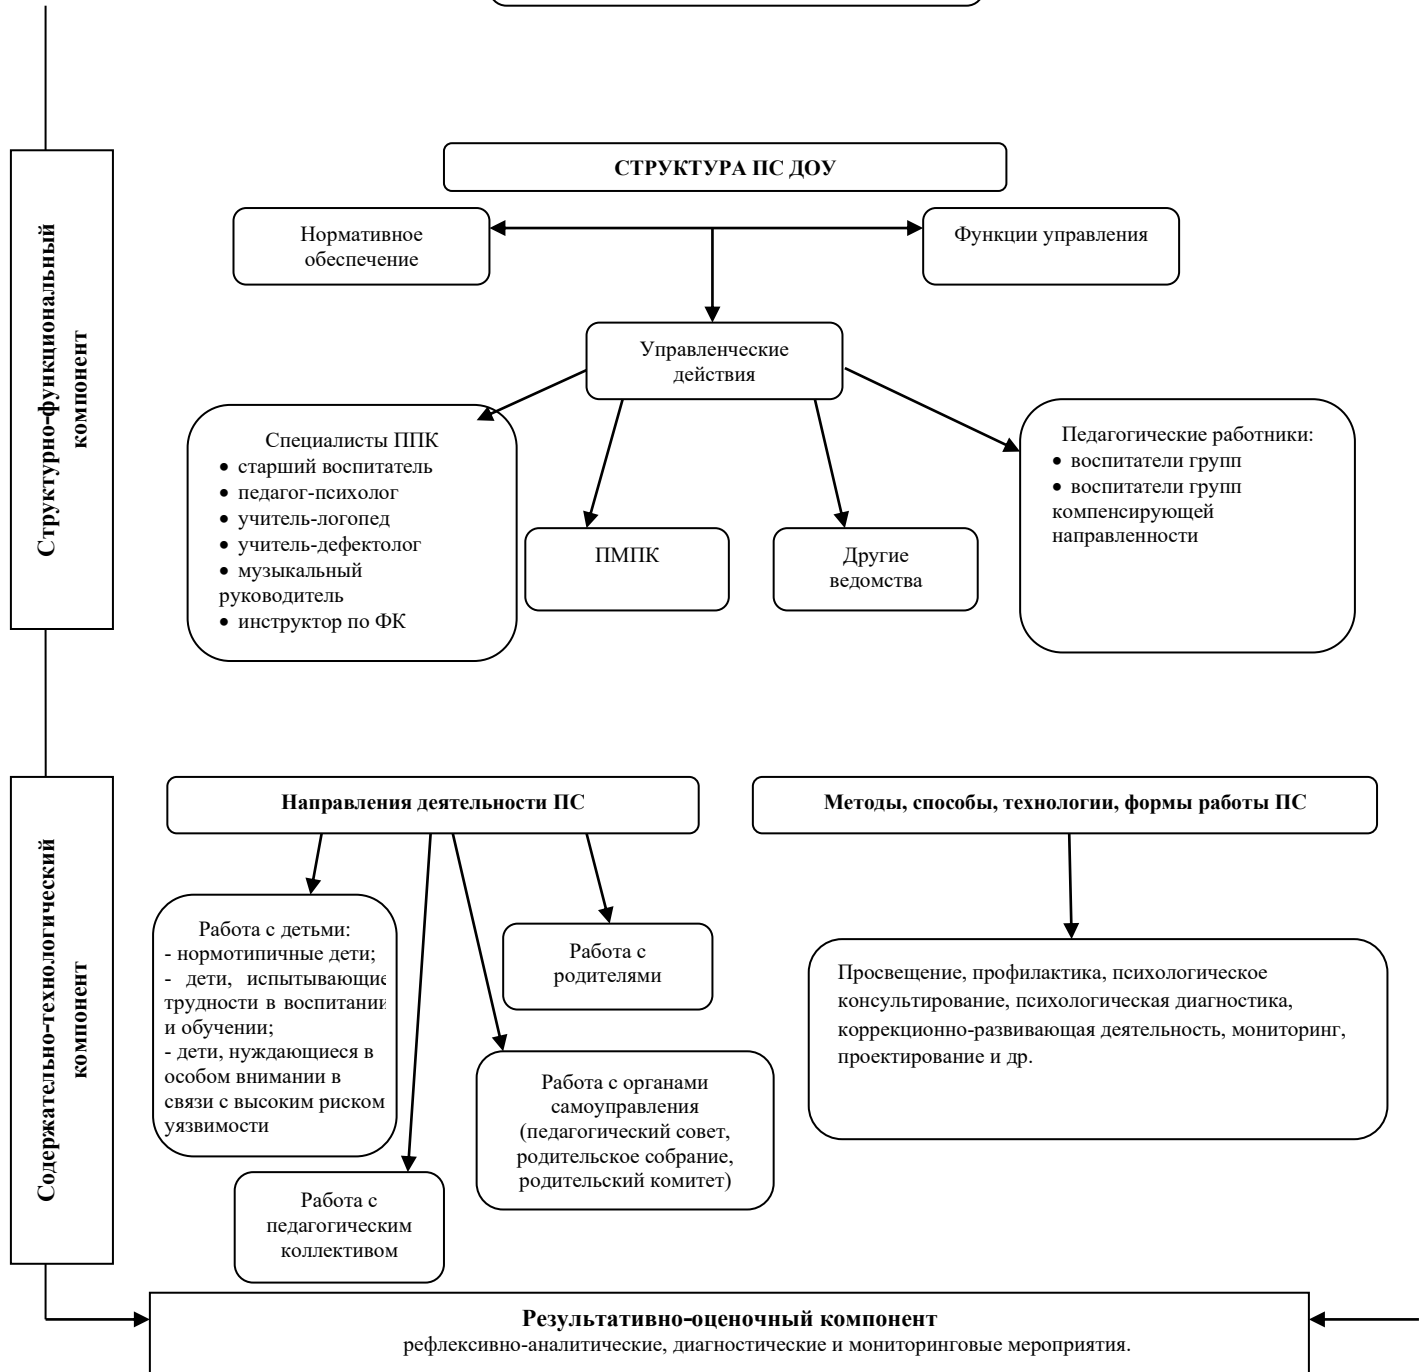 Структурно-функциональный
компонент
СТРУКТУРА ПС ДОУ
Нормативное
обеспечение
Функции управления
Управленческие
действия
Специалисты ППК
• старший воспитатель
• педагог-психолог
• учитель-логопед
• учитель-дефектолог
• музыкальный
руководитель
• инструктор по ФК
ПМПК
Другие
ведомства
Педагогические работники:
• воспитатели групп
• воспитатели групп
компенсирующей
направленности
Содержательно-технологический
компонент
Направления деятельности ПС
Методы, способы, технологии, формы работы ПС
Работа с детьми:
- нормотипичные дети;
- дети, испытывающие
трудности в воспитании
и обучении;
- дети, нуждающиеся в
особом внимании в
связи с высоким риском
уязвимости
Работа с
педагогическим
коллективом
Работа с органами
самоуправления
(педагогический совет,
родительское собрание,
родительский комитет)
Работа с
родителями
Просвещение, профилактика, психологическое
консультирование, психологическая диагностика,
коррекционно-развивающая деятельность, мониторинг,
проектирование и др.
Результативно-оценочный компонент
рефлексивно-аналитические, диагностические и мониторинговые мероприятия.